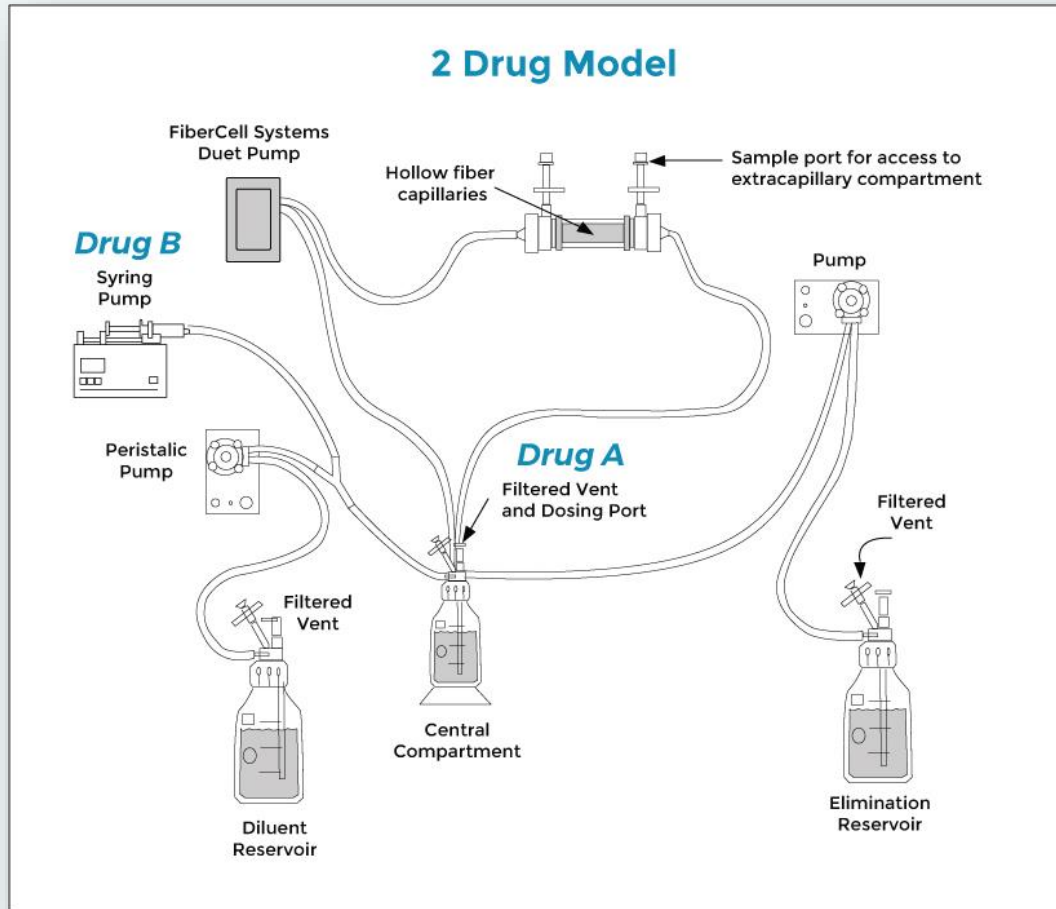 2 Drug Model
FiberCell Systems
Duet Pump
Hollow fiber
capillaries
Sample port for access to
extracapillary compartment
Drug B
Syring
Pump
Pump
Peristalic
Pump
Drug A
Filtered Vent
and Dosing Port
Filtered
Vent
Filtered
Vent
Central
Compartment
Diluent
Reservoir
Elimination
Reservoir